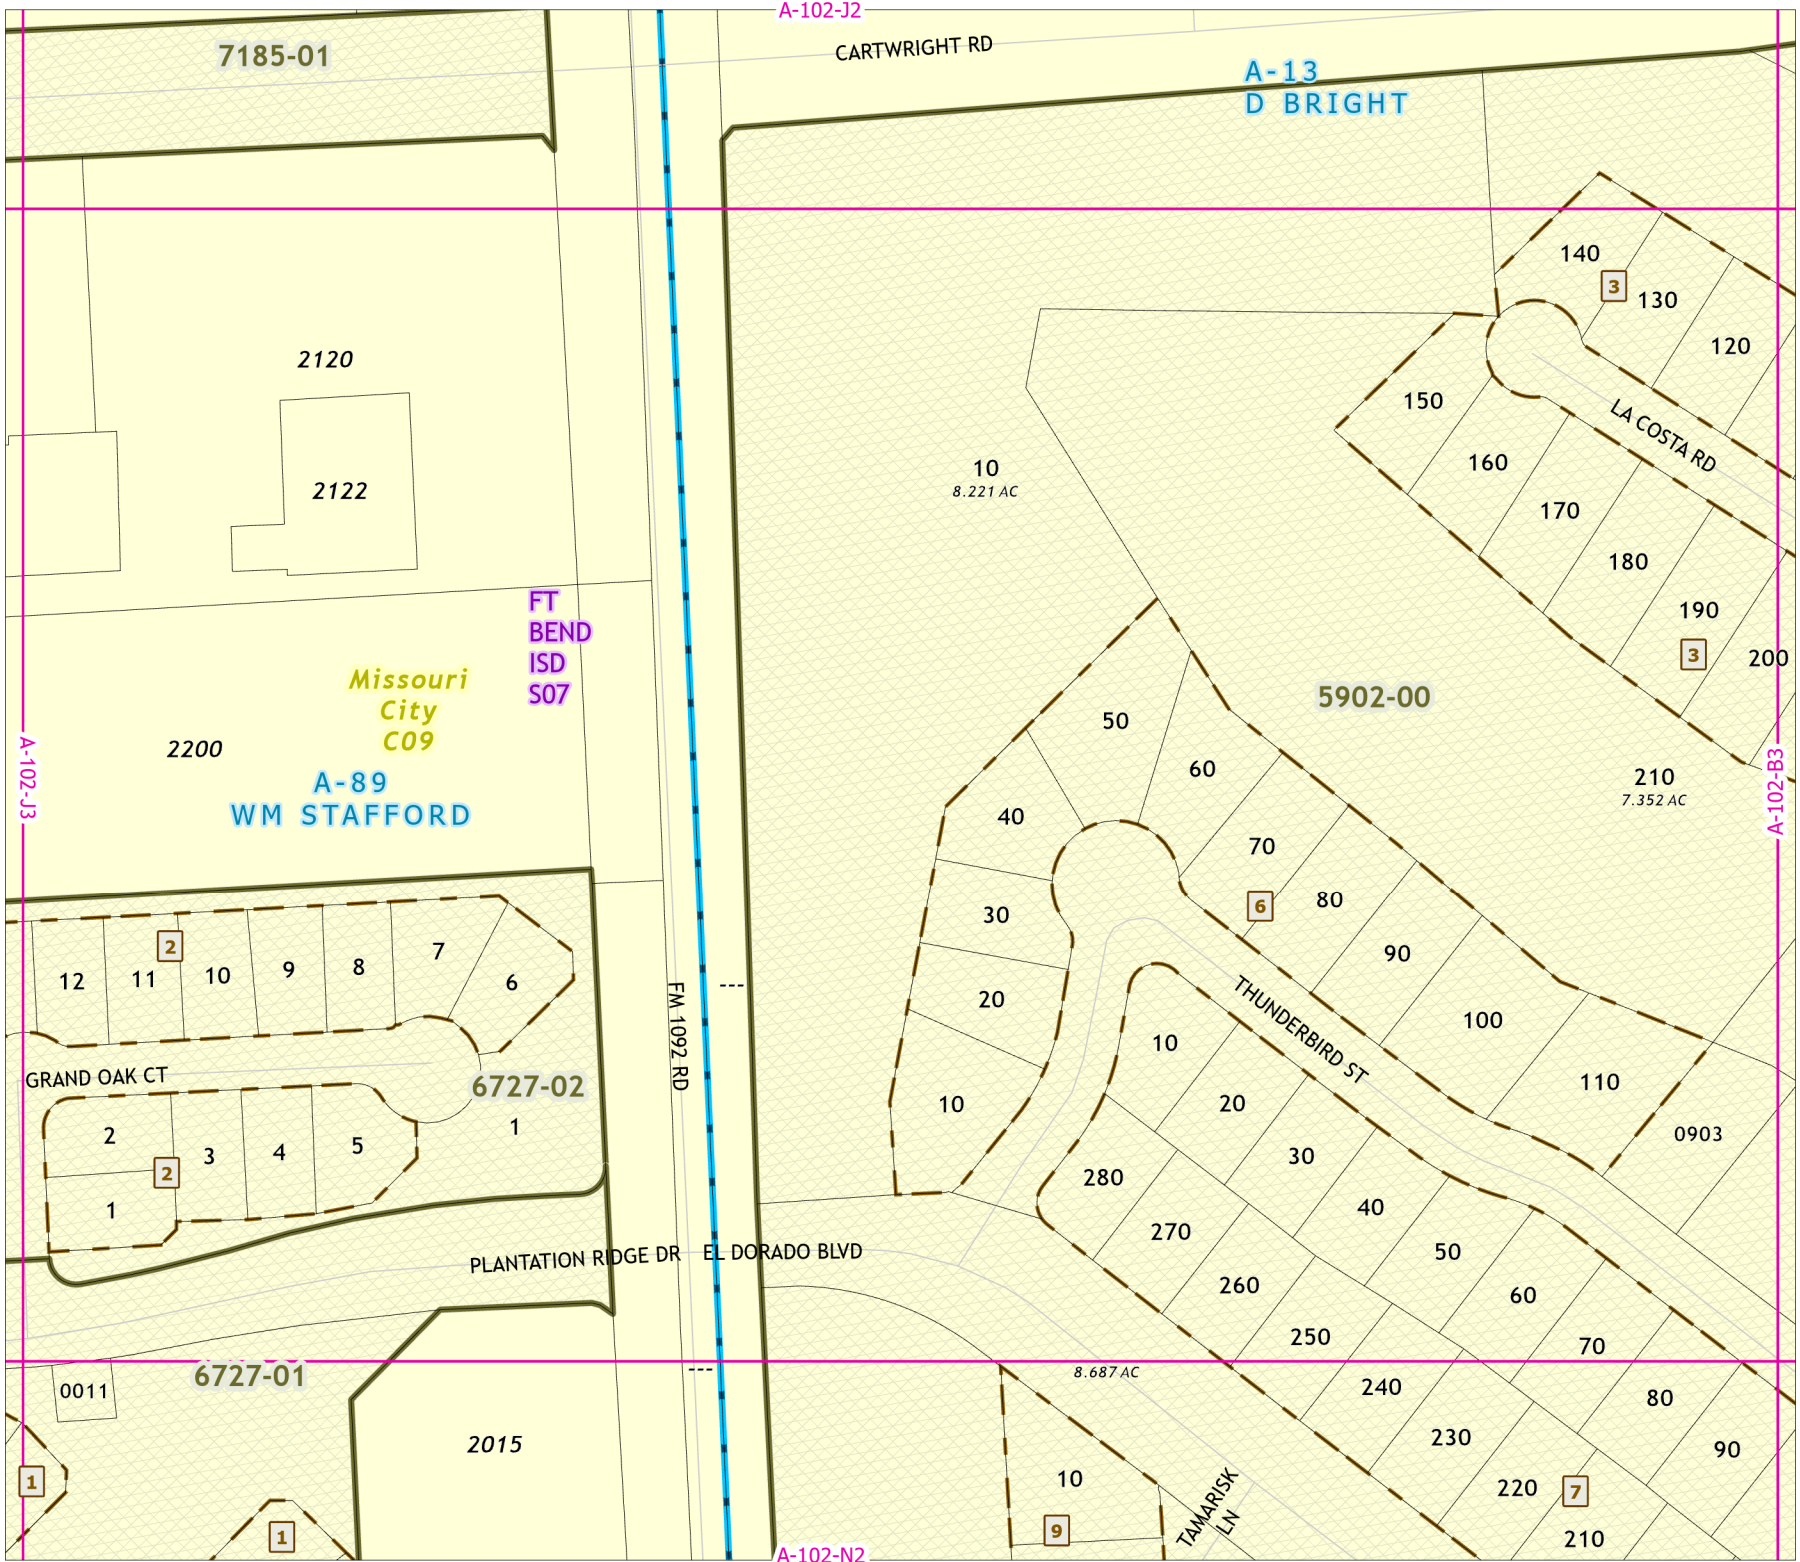 A-102-J2
7185-01
CARTWRIGHT RD
A-13
D BRIGHT
140
3
130
120
2120
150
LA COSTA RD
160
10
8.221 AC
2122
170
180
FT
BEND
ISD
S07
190
3
200
Missouri
City
C09
5902-00
50
2200
60
A-102-J3
A-89
WM STAFFORD
210
7.352 AC
A-102-B3
40
70
6
80
30
2
7
90
12
11
10
9
8
6
20
THUNDERBIRD ST
100
FM 1092 RD
10
GRAND OAK CT
6727-02
110
10
20
1
2
0903
3
4
5
30
2
280
1
40
270
PLANTATION RIDGE DR
EL DORADO BLVD
50
260
60
250
70
6727-01
8.687 AC
0011
240
80
2015
230
90
1
10
220
7
TAMARISK
LN
9
1
210
A-102-N2